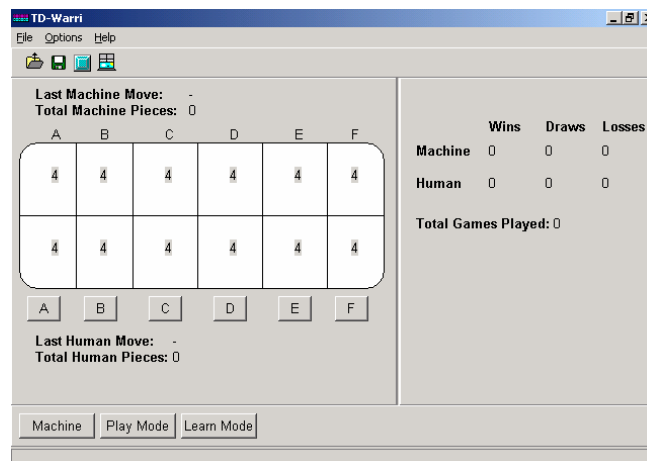 TD-Warri
File Options Help
Last Machine Move: -
Total Machine Pieces: 0
A B C D E F
4 4 4 4 4 4
4 4 4 4 4 4
A B C D E F
Last Human Move: -
Total Human Pieces: 0
Wins Draws Losses
Machine 0 0 0
Human 0 0 0
Total Games Played: 0
Machine Play Mode Learn Mode